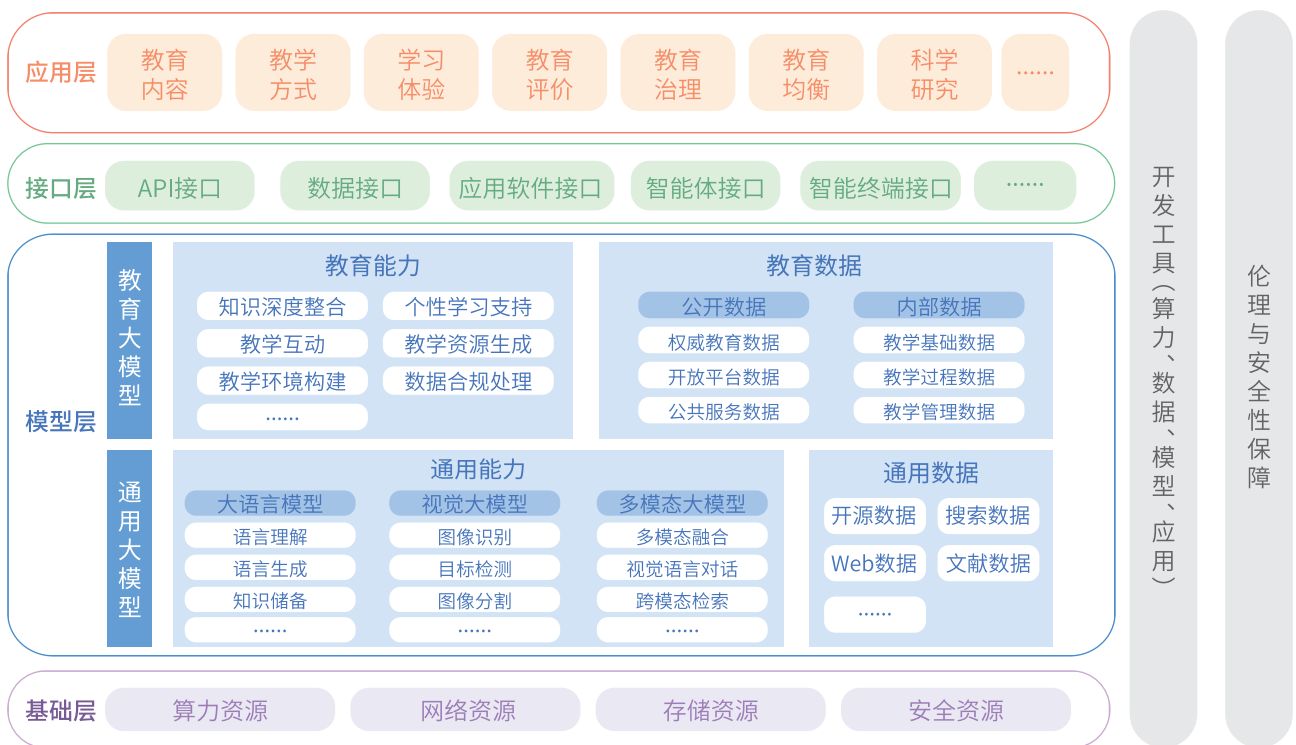 应用层
教育
内容
教学
方式
学习
体验
教育
评价
教育
治理
教育
均衡
科学
研究
……
接口层
API接口
数据接口
应用软件接口
智能体接口
智能终端接口
……
模型层
教育大模型
教育能力
知识深度整合
个性学习支持
教学互动
教学资源生成
教学环境构建
数据合规处理
……
教育数据
公开数据
权威教育数据
开放平台数据
公共服务数据
内部数据
教学基础数据
教学过程数据
教学管理数据
通用大模型
通用能力
大语言模型
语言理解
语言生成
知识储备
……
视觉大模型
图像识别
目标检测
图像分割
……
多模态大模型
多模态融合
视觉语言对话
跨模态检索
……
通用数据
开源数据
搜索数据
Web数据
文献数据
……
基础层
算力资源
网络资源
存储资源
安全资源
开发工具（算力、数据、模型、应用）
伦理与安全性保障